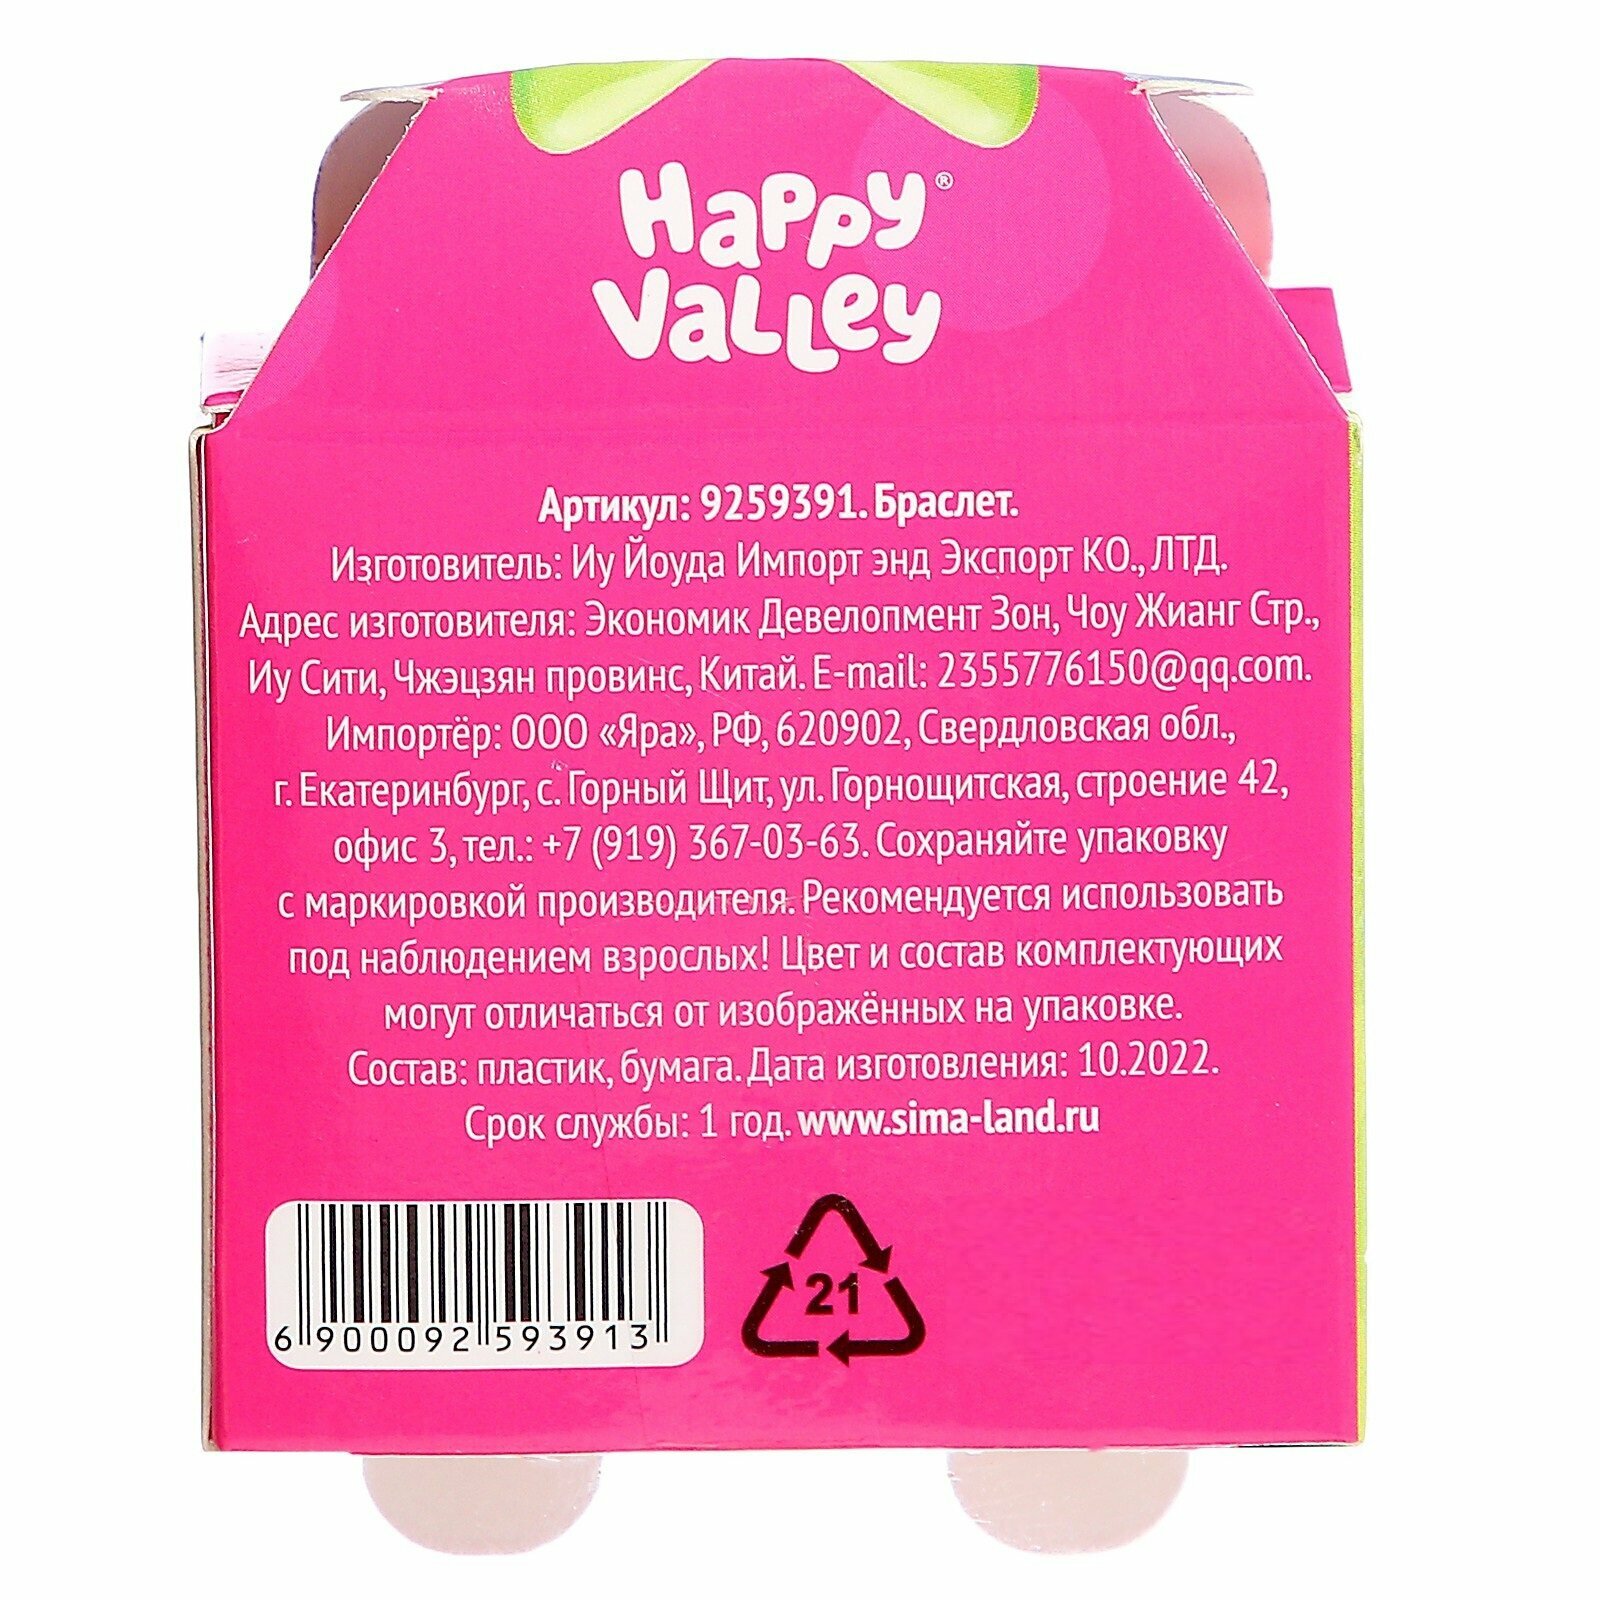 Happy®
Valley
Артикул: 9259391. Браслет.
Изготовитель: Иу Йоуда Импорт энд Экспорт КО., ЛТД.
Адрес изготовителя: Экономик Девелопмент Зон, Чоу Жианг Стр.,
Иу Сити, Чжэцзян провинс, Китай. E-mail: 2355776150@qq.com.
Импортёр: ООО «Яра», РФ, 620902, Свердловская обл.,
г. Екатеринбург, с. Горный Щит, ул. Горнощитская, строение 42,
офис 3, тел.: +7 (919) 367-03-63. Сохраняйте упаковку
с маркировкой производителя. Рекомендуется использовать
под наблюдением взрослых! Цвет и состав комплектующих
могут отличаться от изображённых на упаковке.
Состав: пластик, бумага. Дата изготовления: 10.2022.
Срок службы: 1 год. www.sima-land.ru
21
6 900092 593913